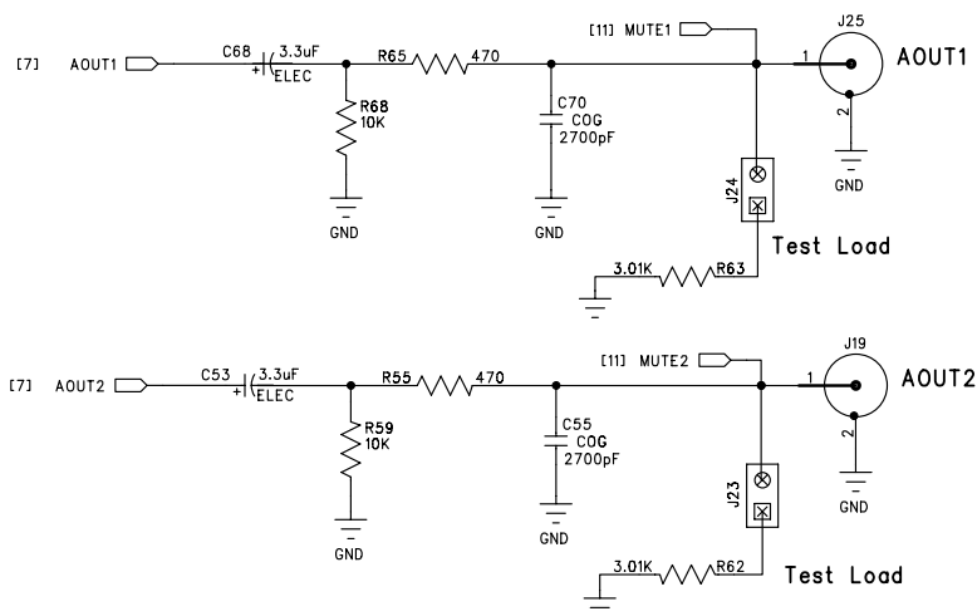 [11] MUTE1
J25
[7] AOUT1
C68
3.3uF
+
ELEC
R65
470
1
AOUT1
R68
10K
C70
COG
2700pF
2
J24
GND
GND
GND
Test Load
3.01K
R63
[11] MUTE2
J19
[7] AOUT2
C53
3.3uF
+
ELEC
R55
470
1
AOUT2
R59
10K
C55
COG
2700pF
2
J23
GND
GND
GND
Test Load
3.01K
R62